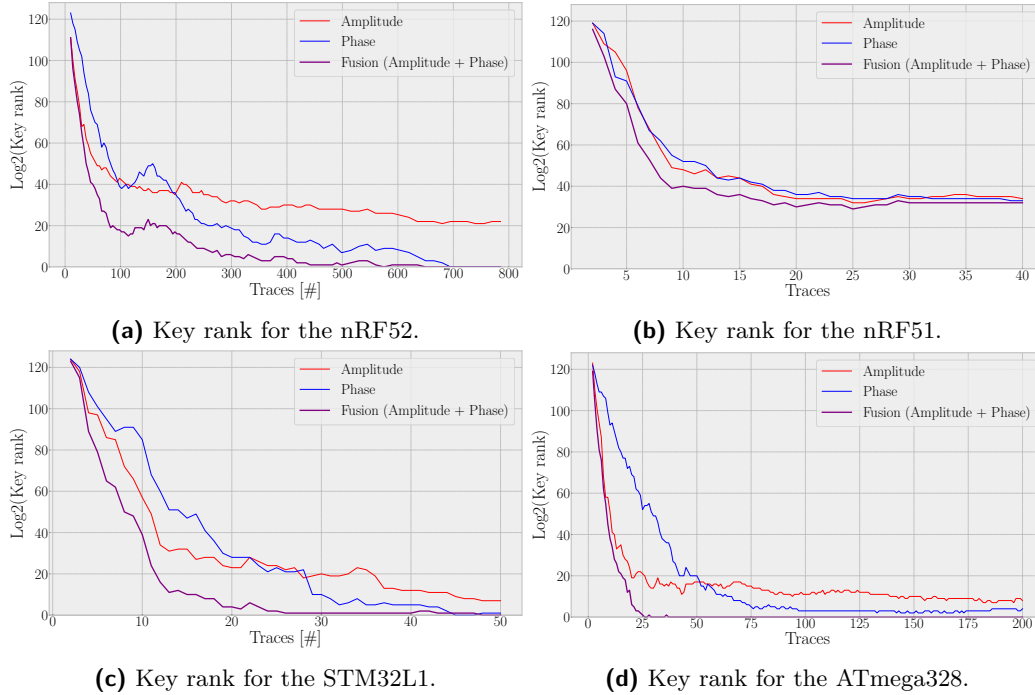 Log2(Key rank)
120
100
80
60
40
20
0
Amplitude
Phase
Fusion (Amplitude + Phase)
0 100 200 300 400 500 600 700 800
Traces [#]
(a) Key rank for the nRF52.
Log2(Key rank)
120
100
80
60
40
20
0
Amplitude
Phase
Fusion (Amplitude + Phase)
5 10 15 20 25 30 35 40
Traces
(b) Key rank for the nRF51.
Log2(Key rank)
120
100
80
60
40
20
0
Amplitude
Phase
Fusion (Amplitude + Phase)
0 10 20 30 40 50
Traces [#]
(c) Key rank for the STM32L1.
Log2(Key rank)
120
100
80
60
40
20
0
Amplitude
Phase
Fusion (Amplitude + Phase)
0 25 50 75 100 125 150 175 200
Traces
(d) Key rank for the ATmega328.